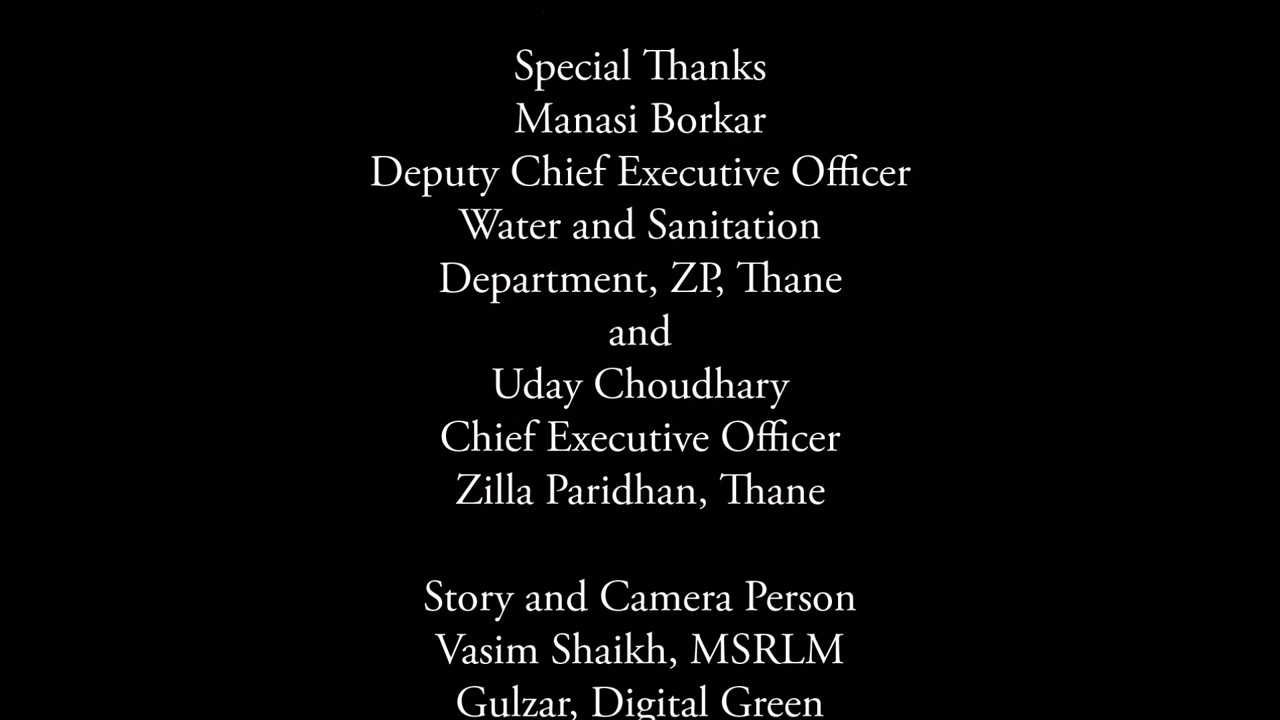 Special Thanks
Manasi Borkar
Deputy Chief Executive Officer
Water and Sanitation
Department, ZP, Thane
and
Uday Choudhary
Chief Executive Officer
Zilla Paridhan, Thane
Story and Camera Person
Vasim Shaikh, MSRLM
Gulzar, Digital Green